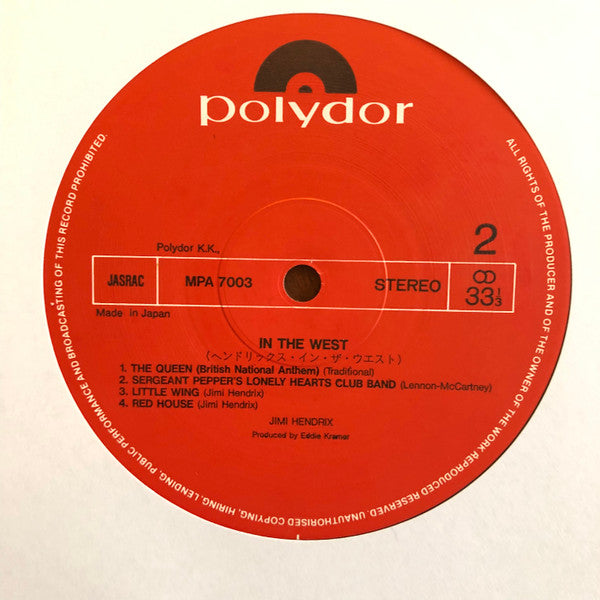 polydor
Polydor K.K.,
2
JASRAC
MPA 7003
STEREO
33 1/3
Made in Japan
IN THE WEST
(ヘンドリックス・イン・ザ・ウエスト)
1. THE QUEEN (British National Anthem) (Traditional)
2. SERGEANT PEPPER'S LONELY HEARTS CLUB BAND (Lennon-McCartney)
3. LITTLE WING (Jimi Hendrix)
4. RED HOUSE (Jimi Hendrix)
JIMI HENDRIX
Produced by Eddie Kramer
ALL RIGHTS OF THE PRODUCER AND OF THE OWNER OF THE WORK REPRODUCED RESERVED. UNAUTHORISED COPYING, HIRING, LENDING, PUBLIC PERFORMANCE AND BROADCASTING OF THIS RECORD PROHIBITED.